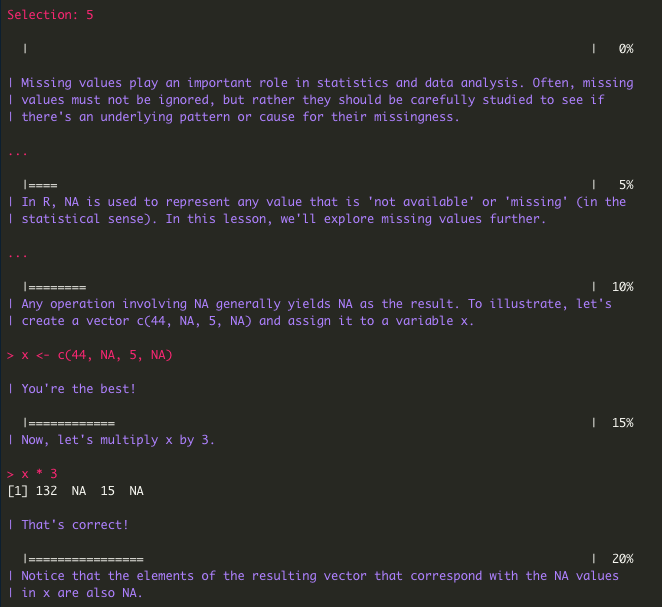 Selection: 5
| | 0%
| Missing values play an important role in statistics and data analysis. Often, missing
| values must not be ignored, but rather they should be carefully studied to see if
| there's an underlying pattern or cause for their missingness.
...
|==== | 5%
| In R, NA is used to represent any value that is 'not available' or 'missing' (in the
| statistical sense). In this lesson, we'll explore missing values further.
...
|======== | 10%
| Any operation involving NA generally yields NA as the result. To illustrate, let's
| create a vector c(44, NA, 5, NA) and assign it to a variable x.
> x <- c(44, NA, 5, NA)
| You're the best!
|============ | 15%
| Now, let's multiply x by 3.
> x * 3
[1] 132 NA 15 NA
| That's correct!
|================ | 20%
| Notice that the elements of the resulting vector that correspond with the NA values
| in x are also NA.